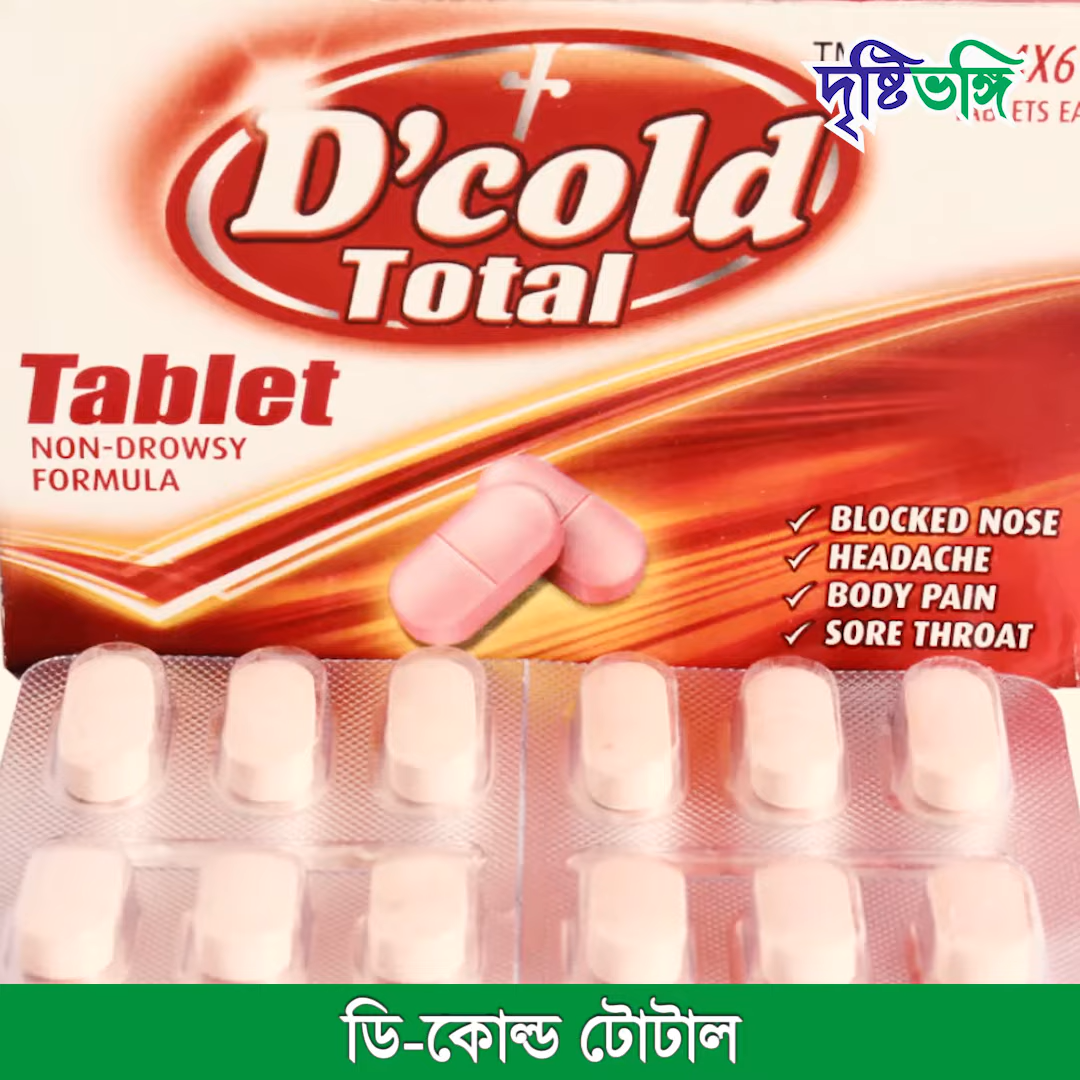 দৃষ্টিভঙ্গি
D'cold
Total
Tablet
NON-DROWSY
FORMULA
✓ BLOCKED NOSE
✓ HEADACHE
✓ BODY PAIN
✓ SORE THROAT
ডি-কোল্ড টোটাল